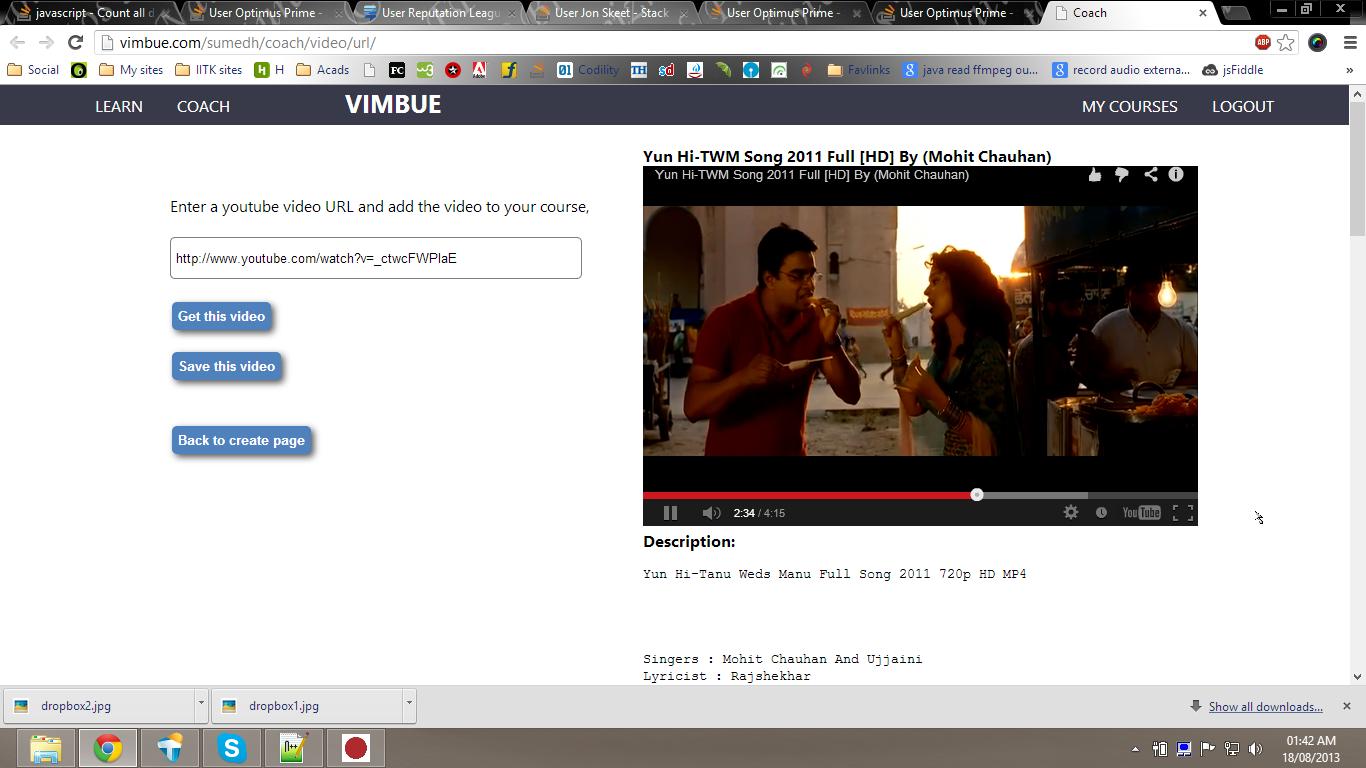 javascript - Count all d
User Optimus Prime -
User Reputation Leagu
User Jon Skeet - Stack
User Optimus Prime -
User Optimus Prime -
Coach
vimbue.com/sumedh/coach/video/url/
ABP
Social
My sites
IITK sites
H
Acads
FC
Codility
TH
sd
Favlinks
java read ffmpeg ou...
record audio externa...
jsFiddle
»
LEARN
COACH
VIMBUE
MY COURSES
LOGOUT
Enter a youtube video URL and add the video to your course,
http://www.youtube.com/watch?v=_ctwcFWPlaE
Get this video
Save this video
Back to create page
Yun Hi-TWM Song 2011 Full [HD] By (Mohit Chauhan)
Yun Hi-TWM Song 2011 Full [HD] By (Mohit Chauhan)
2:34 / 4:15
YouTube
Description:
Yun Hi-Tanu Weds Manu Full Song 2011 720p HD MP4
Singers : Mohit Chauhan And Ujjaini
Lyricist : Rajshekhar
dropbox2.jpg
dropbox1.jpg
Show all downloads...
01:42 AM
18/08/2013